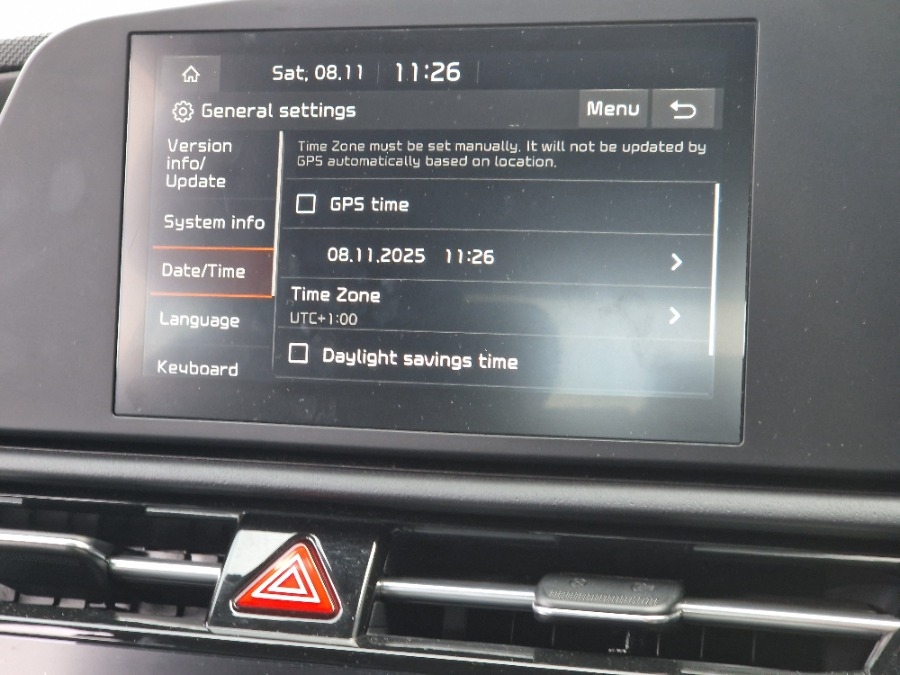 Sat, 08.11 11:26
General settings
Menu
Version
info/
Update
System info
Date/Time
Language
Keyboard
Time Zone must be set manually. It will not be updated by
GPS automatically based on location.
GPS time
08.11.2025 11:26
Time Zone
UTC+1:00
Daylight savings time